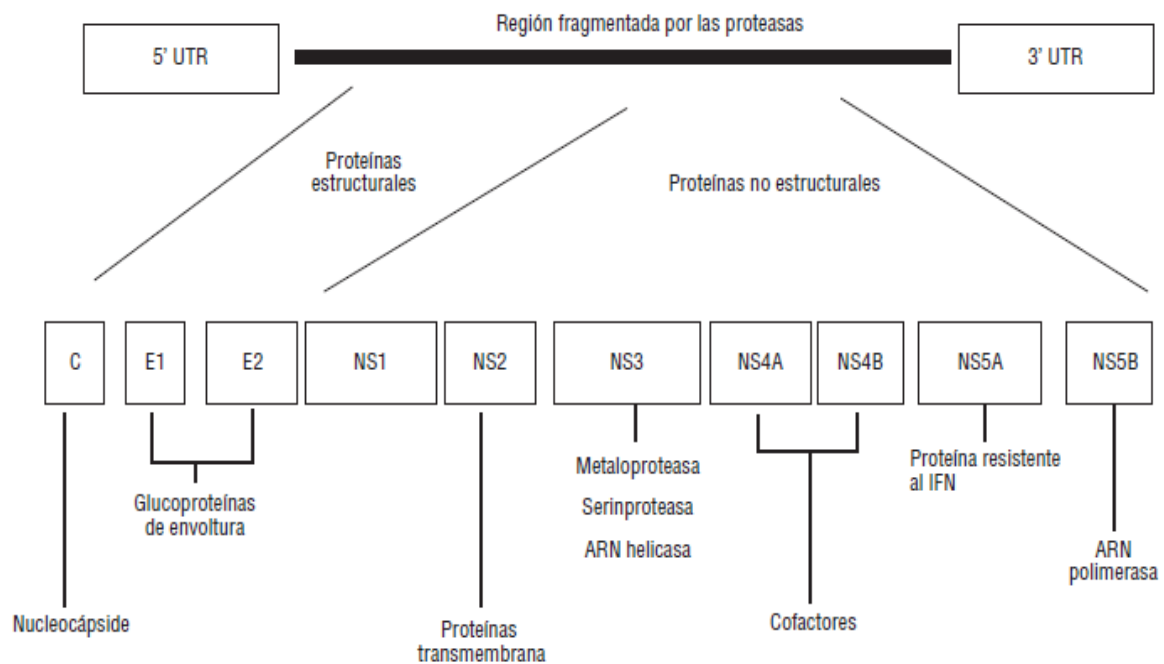 Región fragmentada por las proteasas
5' UTR
3' UTR
Proteínas
estructurales
Proteínas no estructurales
C
E1
E2
NS1
NS2
NS3
NS4A
NS4B
NS5A
NS5B
Glucoproteínas
de envoltura
Metaloproteasa
Serinproteasa
ARN helicasa
Proteína resistente
al IFN
ARN
polimerasa
Nucleocápside
Proteínas
transmembrana
Cofactores